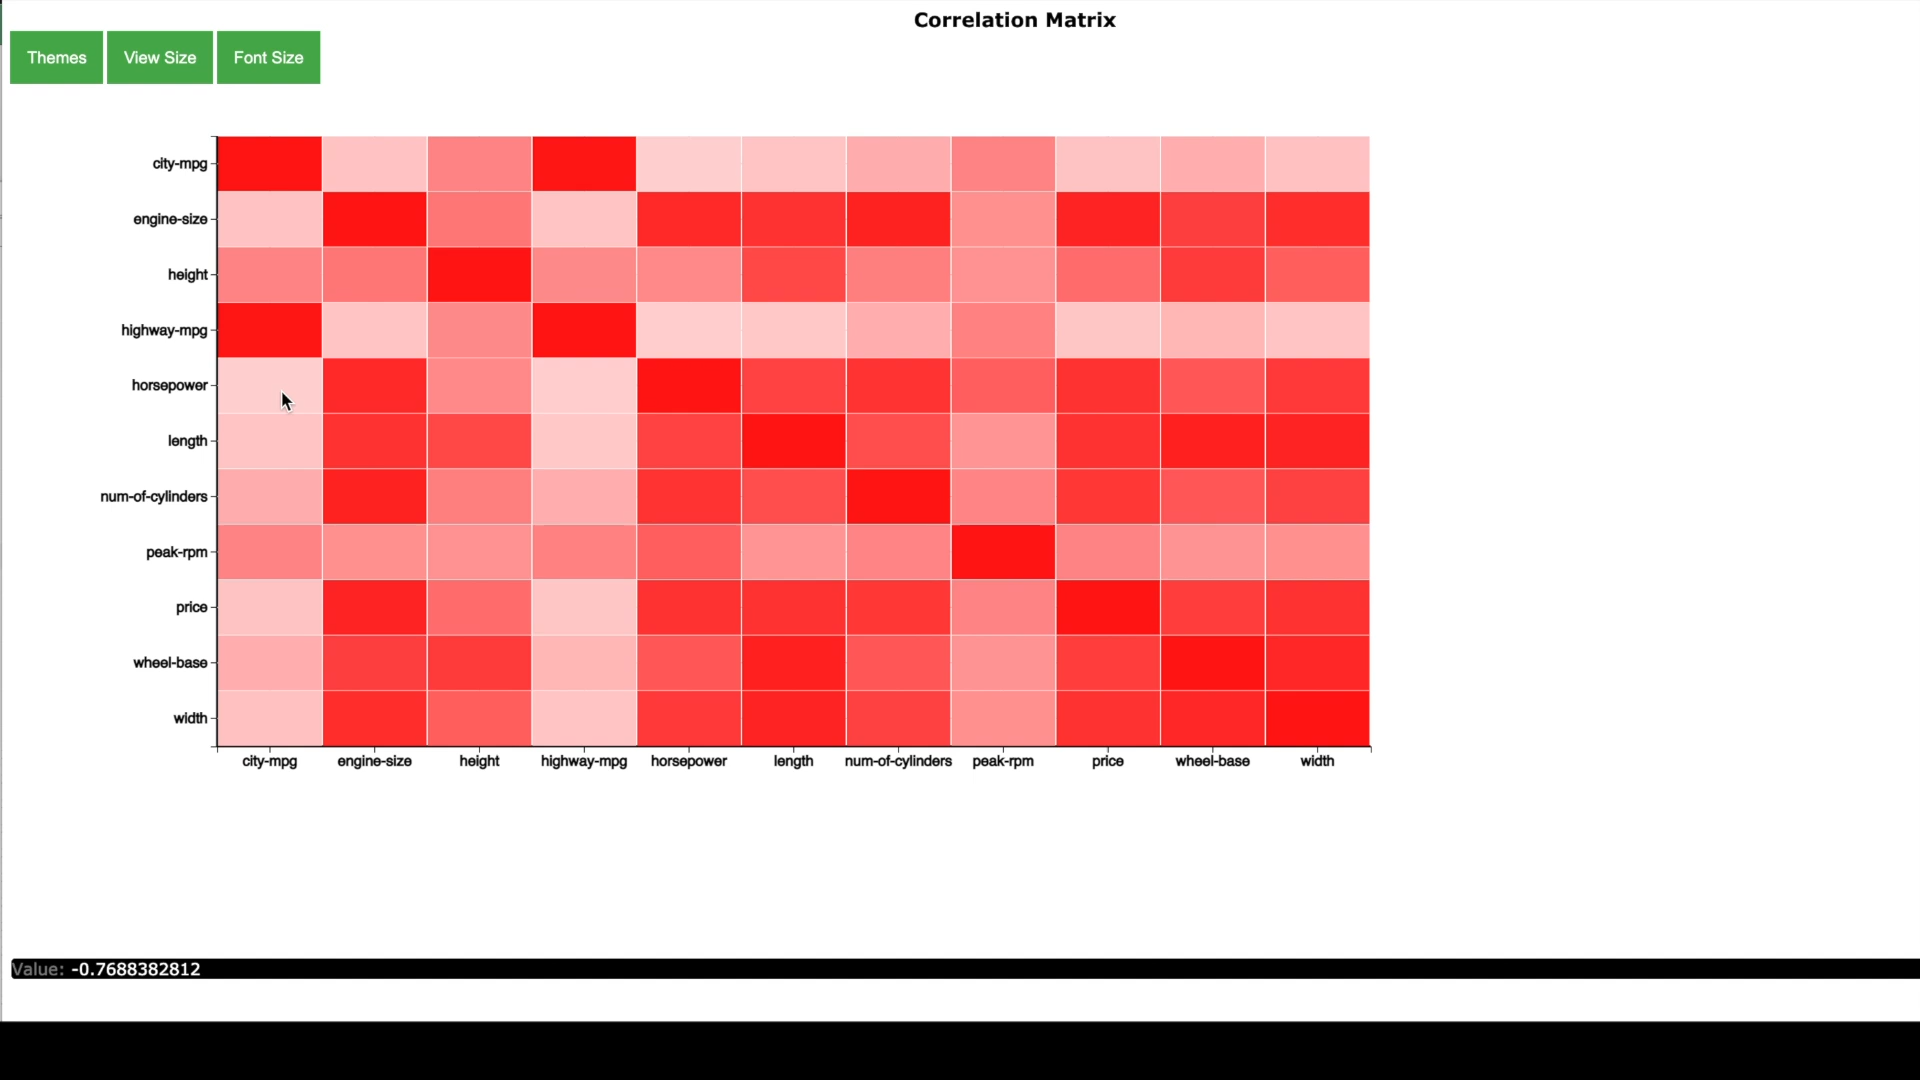 Correlation Matrix
Themes View Size Font Size
city-mpg
engine-size
height
highway-mpg
horsepower
length
num-of-cylinders
peak-rpm
price
wheel-base
width
city-mpg engine-size height highway-mpg horsepower length num-of-cylinders peak-rpm price wheel-base width
Value: -0.7688382812